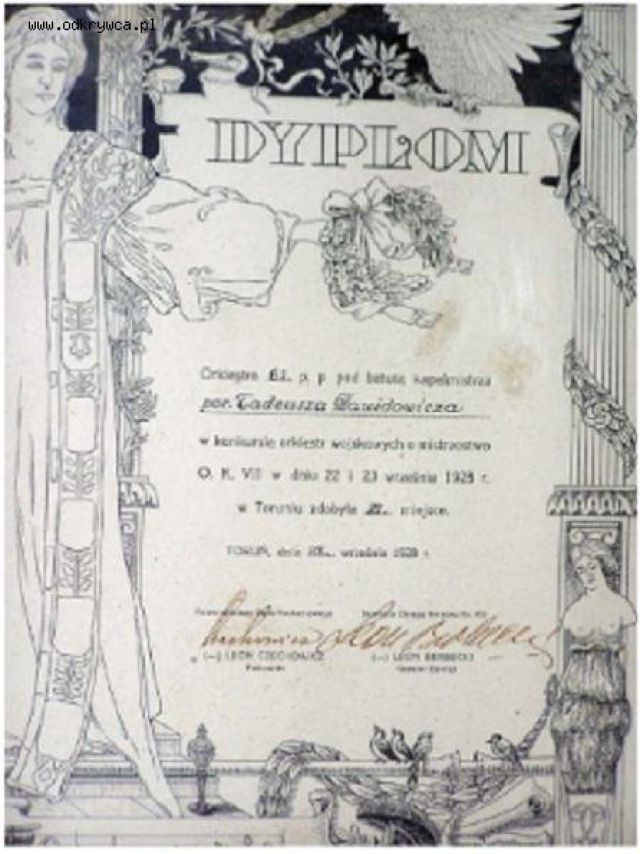 www.odkrywca.pl
DYPLOM
Orkiestra p. p. pod batutą kapelmistrza
por. Tadeusza Dawidowicza
w konkursie orkiestr wojskowych o mistrzostwo
O. K. VIII w dniu 22 i 23 września 1928 r.
w Toruniu zdobyła III. miejsce.
TORUŃ, dnia września 1928 r.
(—) LEON CZECHOWICZ (—) LEON BERBECKI